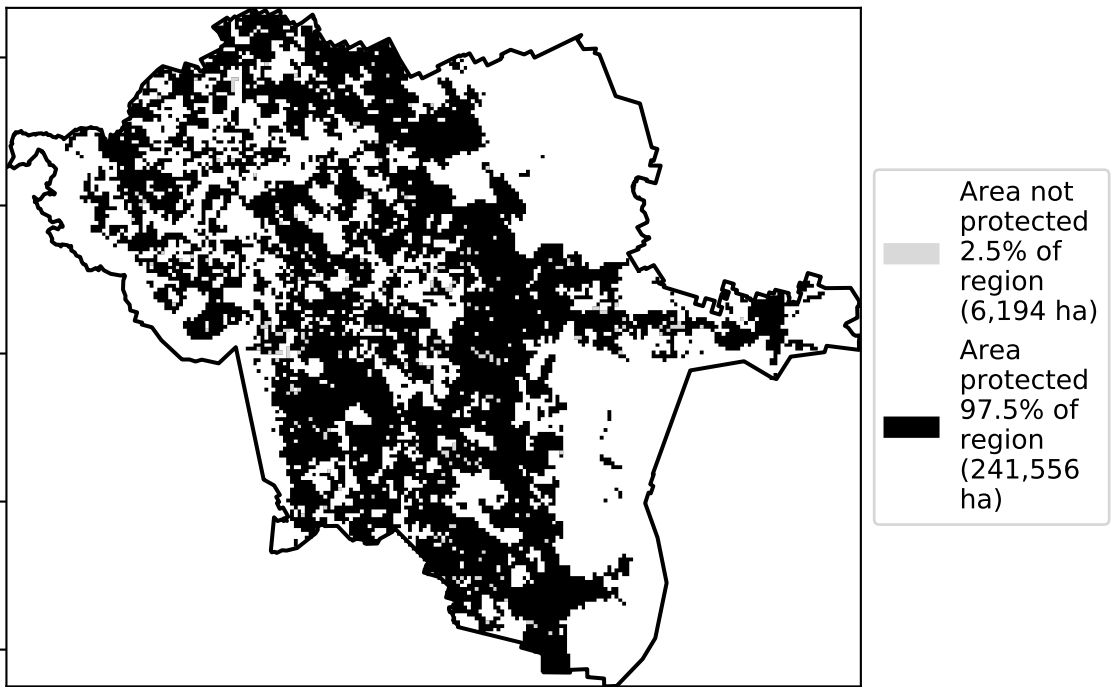 Area not
protected
2.5% of
region
(6,194 ha)
Area
protected
97.5% of
region
(241,556
ha)